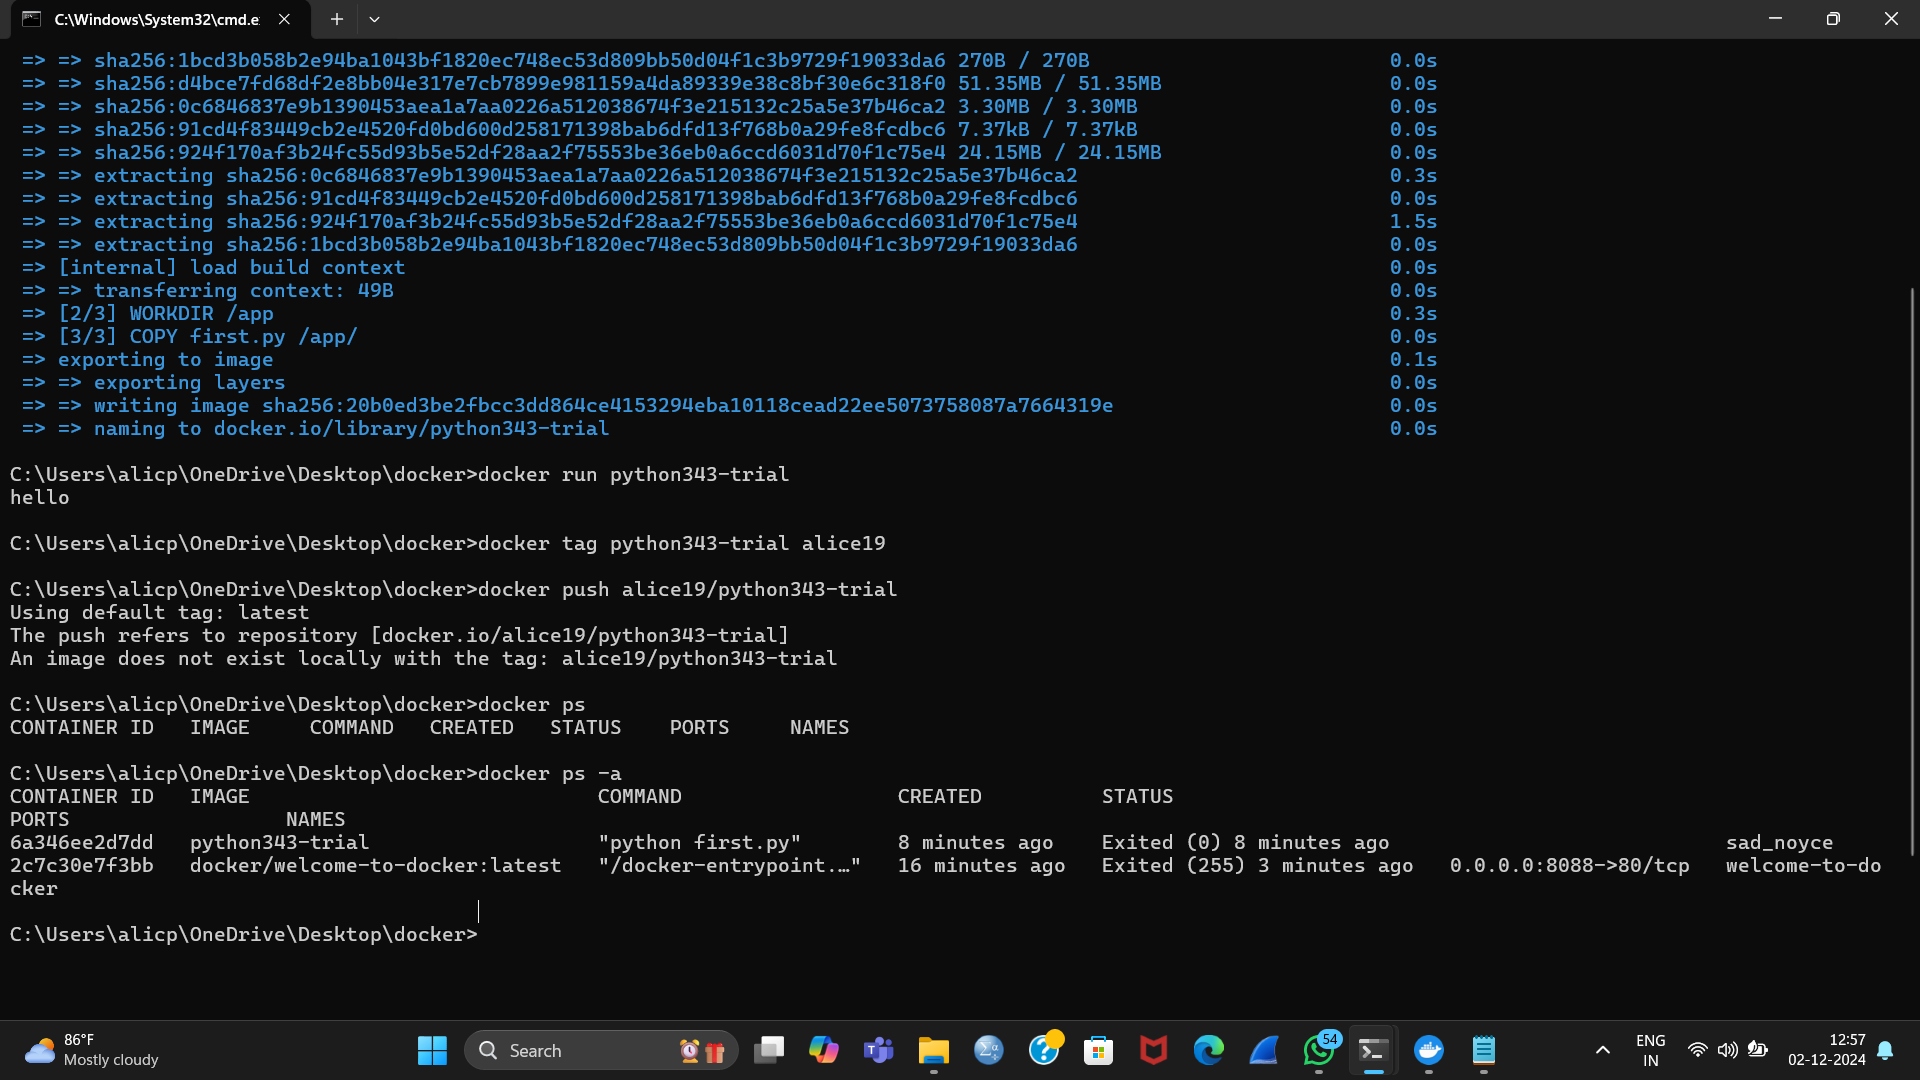 C:\Windows\System32\cmd.e
=> => sha256:1bcd3b058b2e94ba1043bf1820ec748ec53d809bb50d04f1c3b9729f19033da6 270B / 270B 0.0s
=> => sha256:d4bce7fd68df2e8bb04e317e7cb7899e981159a4da89339e38c8bf30e6c318f0 51.35MB / 51.35MB 0.0s
=> => sha256:0c6846837e9b1390453aea1a7aa0226a512038674f3e215132c25a5e37b46ca2 3.30MB / 3.30MB 0.0s
=> => sha256:91cd4f83449cb2e4520fd0bd600d258171398bab6dfd13f768b0a29fe8fcdbc6 7.37kB / 7.37kB 0.0s
=> => sha256:924f170af3b24fc55d93b5e52df28aa2f75553be36eb0a6ccd6031d70f1c75e4 24.15MB / 24.15MB 0.0s
=> => extracting sha256:0c6846837e9b1390453aea1a7aa0226a512038674f3e215132c25a5e37b46ca2 0.3s
=> => extracting sha256:91cd4f83449cb2e4520fd0bd600d258171398bab6dfd13f768b0a29fe8fcdbc6 0.0s
=> => extracting sha256:924f170af3b24fc55d93b5e52df28aa2f75553be36eb0a6ccd6031d70f1c75e4 1.5s
=> => extracting sha256:1bcd3b058b2e94ba1043bf1820ec748ec53d809bb50d04f1c3b9729f19033da6 0.0s
=> [internal] load build context 0.0s
=> => transferring context: 49B 0.0s
=> [2/3] WORKDIR /app 0.3s
=> [3/3] COPY first.py /app/ 0.0s
=> exporting to image 0.1s
=> => exporting layers 0.0s
=> => writing image sha256:20b0ed3be2fbcc3dd864ce4153294eba10118cead22ee5073758087a7664319e 0.0s
=> => naming to docker.io/library/python343-trial 0.0s
C:\Users\alicp\OneDrive\Desktop\docker>docker run python343-trial
hello
C:\Users\alicp\OneDrive\Desktop\docker>docker tag python343-trial alice19
C:\Users\alicp\OneDrive\Desktop\docker>docker push alice19/python343-trial
Using default tag: latest
The push refers to repository [docker.io/alice19/python343-trial]
An image does not exist locally with the tag: alice19/python343-trial
C:\Users\alicp\OneDrive\Desktop\docker>docker ps
CONTAINER ID IMAGE COMMAND CREATED STATUS PORTS NAMES
C:\Users\alicp\OneDrive\Desktop\docker>docker ps -a
CONTAINER ID IMAGE COMMAND CREATED STATUS
PORTS NAMES
6a346ee2d7dd python343-trial "python first.py" 8 minutes ago Exited (0) 8 minutes ago sad_noyce
2c7c30e7f3bb docker/welcome-to-docker:latest "/docker-entrypoint.…" 16 minutes ago Exited (255) 3 minutes ago 0.0.0.0:8088->80/tcp welcome-to-do
cker
C:\Users\alicp\OneDrive\Desktop\docker>
86°F
Mostly cloudy
Search
54
ENG
IN
12:57
02-12-2024